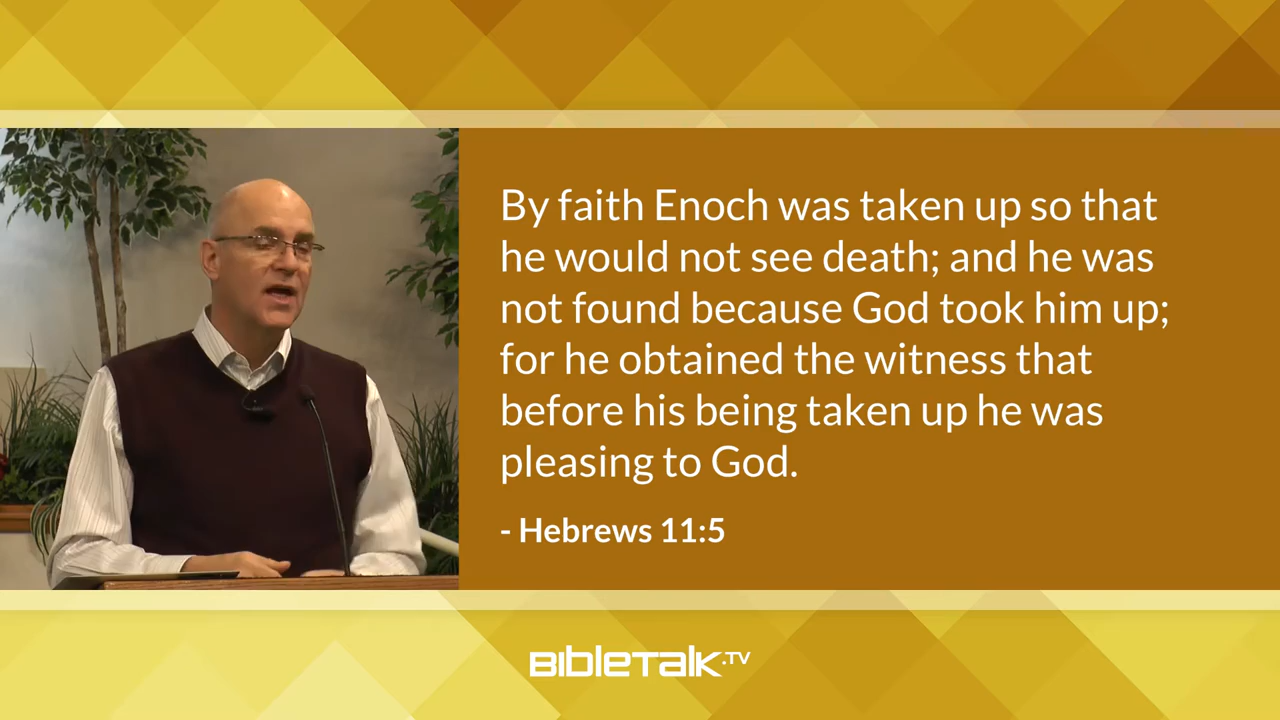 By faith Enoch was taken up so that
he would not see death; and he was
not found because God took him up;
for he obtained the witness that
before his being taken up he was
pleasing to God.
- Hebrews 11:5
BIBLETALK.TV